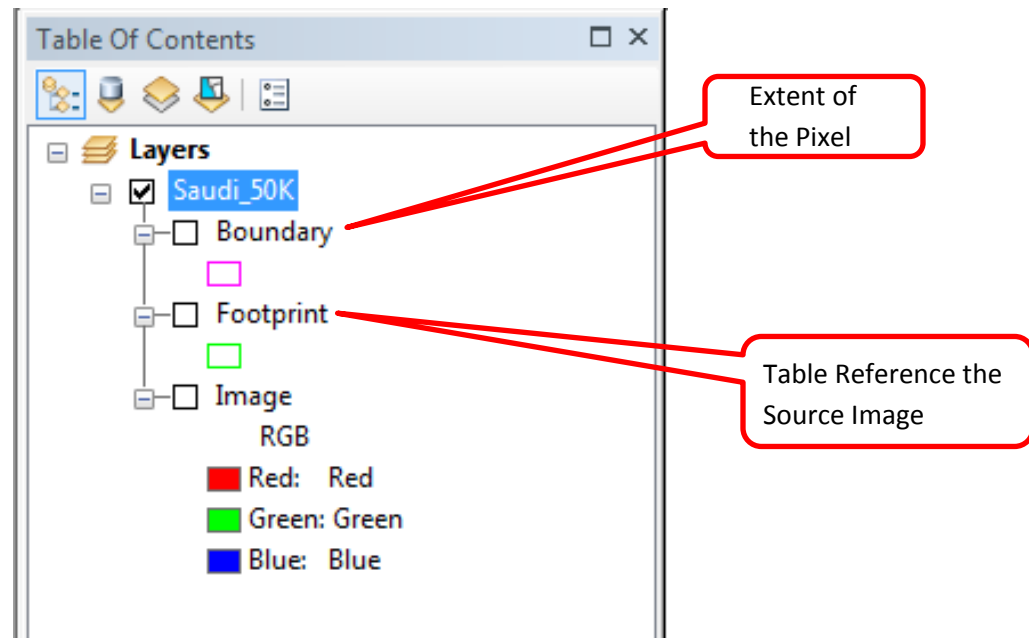 Table Of Contents
Extent of
the Pixel
Layers
Saudi_50K
Boundary
Footprint
Table Reference the
Source Image
Image
RGB
Red: Red
Green: Green
Blue: Blue